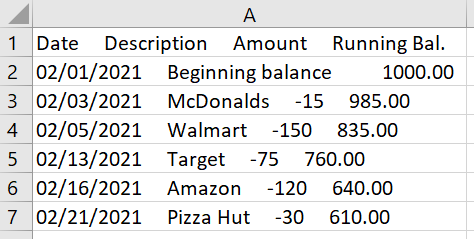 A
1 Date Description Amount Running Bal.
2 02/01/2021 Beginning balance 1000.00
3 02/03/2021 McDonalds -15 985.00
4 02/05/2021 Walmart -150 835.00
5 02/13/2021 Target -75 760.00
6 02/16/2021 Amazon -120 640.00
7 02/21/2021 Pizza Hut -30 610.00